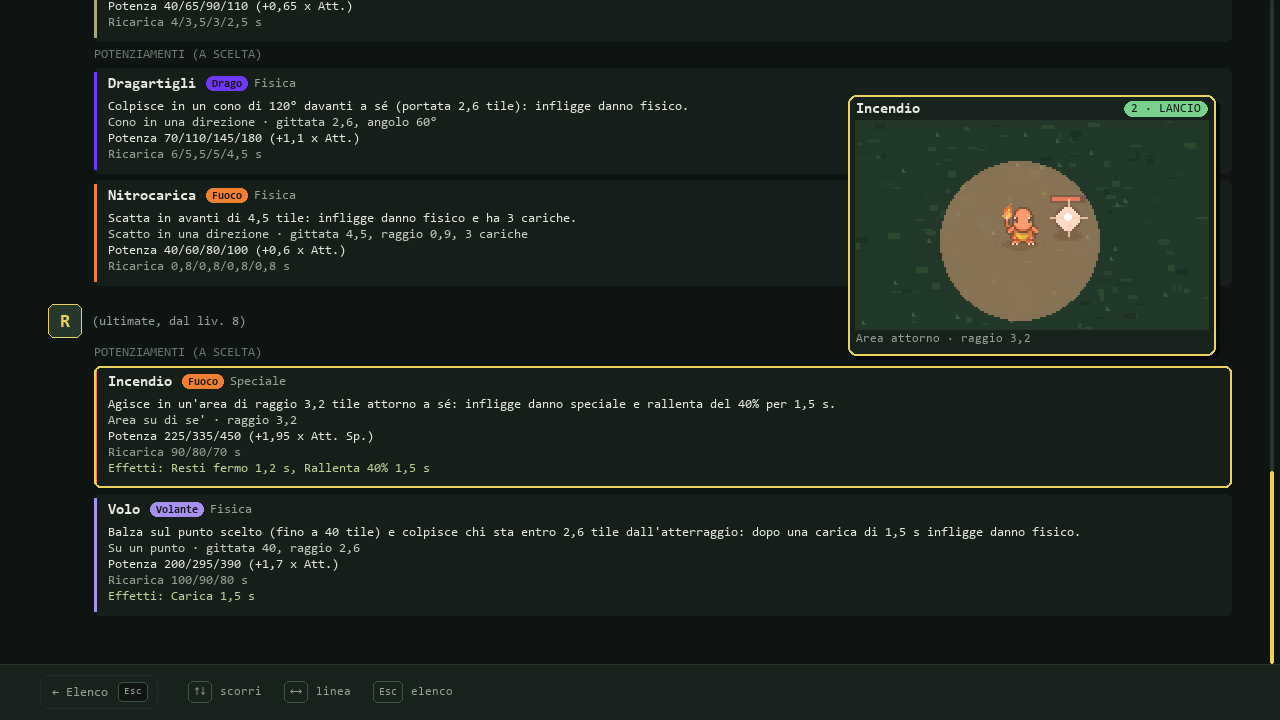 Potenza 40/65/90/110 (+0,65 x Att.)
Ricarica 4/3,5/3/2,5 s
POTENZIAMENTI (A SCELTA)
Dragartigli Drago Fisica
Colpisce in un cono di 120° davanti a sé (portata 2,6 tile): infligge danno fisico.
Cono in una direzione · gittata 2,6, angolo 60°
Potenza 70/110/145/180 (+1,1 x Att.)
Ricarica 6/5,5/5/4,5 s
Nitrocarica Fuoco Fisica
Scatta in avanti di 4,5 tile: infligge danno fisico e ha 3 cariche.
Scatto in una direzione · gittata 4,5, raggio 0,9, 3 cariche
Potenza 40/60/80/100 (+0,6 x Att.)
Ricarica 0,8/0,8/0,8/0,8 s
Incendio 2 · LANCIO
Area attorno · raggio 3,2
R (ultimate, dal liv. 8)
POTENZIAMENTI (A SCELTA)
Incendio Fuoco Speciale
Agisce in un'area di raggio 3,2 tile attorno a sé: infligge danno speciale e rallenta del 40% per 1,5 s.
Area su di se' · raggio 3,2
Potenza 225/335/450 (+1,95 x Att. Sp.)
Ricarica 90/80/70 s
Effetti: Resti fermo 1,2 s, Rallenta 40% 1,5 s
Volo Volante Fisica
Balza sul punto scelto (fino a 40 tile) e colpisce chi sta entro 2,6 tile dall'atterraggio: dopo una carica di 1,5 s infligge danno fisico.
Su un punto · gittata 40, raggio 2,6
Potenza 200/295/390 (+1,7 x Att.)
Ricarica 100/90/80 s
Effetti: Carica 1,5 s
← Elenco Esc ↑↓ scorri ↔ linea Esc elenco